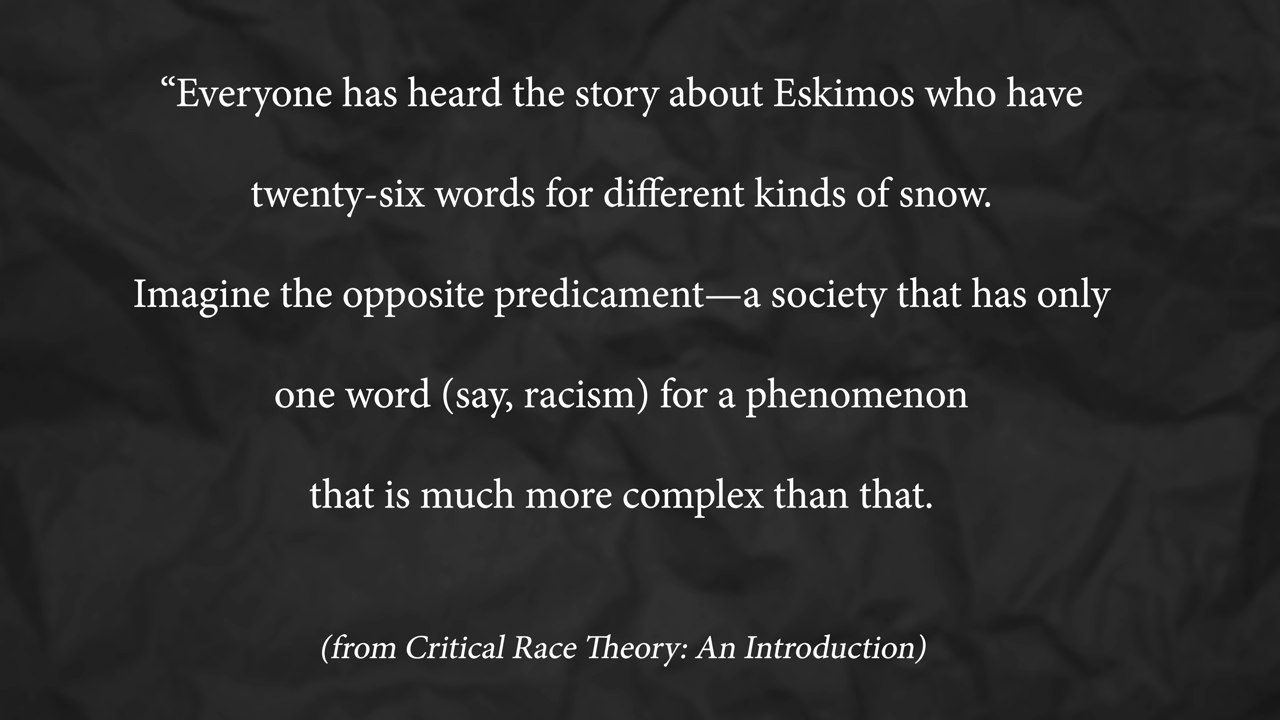 “Everyone has heard the story about Eskimos who have
twenty-six words for different kinds of snow.
Imagine the opposite predicament—a society that has only
one word (say, racism) for a phenomenon
that is much more complex than that.
(from Critical Race Theory: An Introduction)